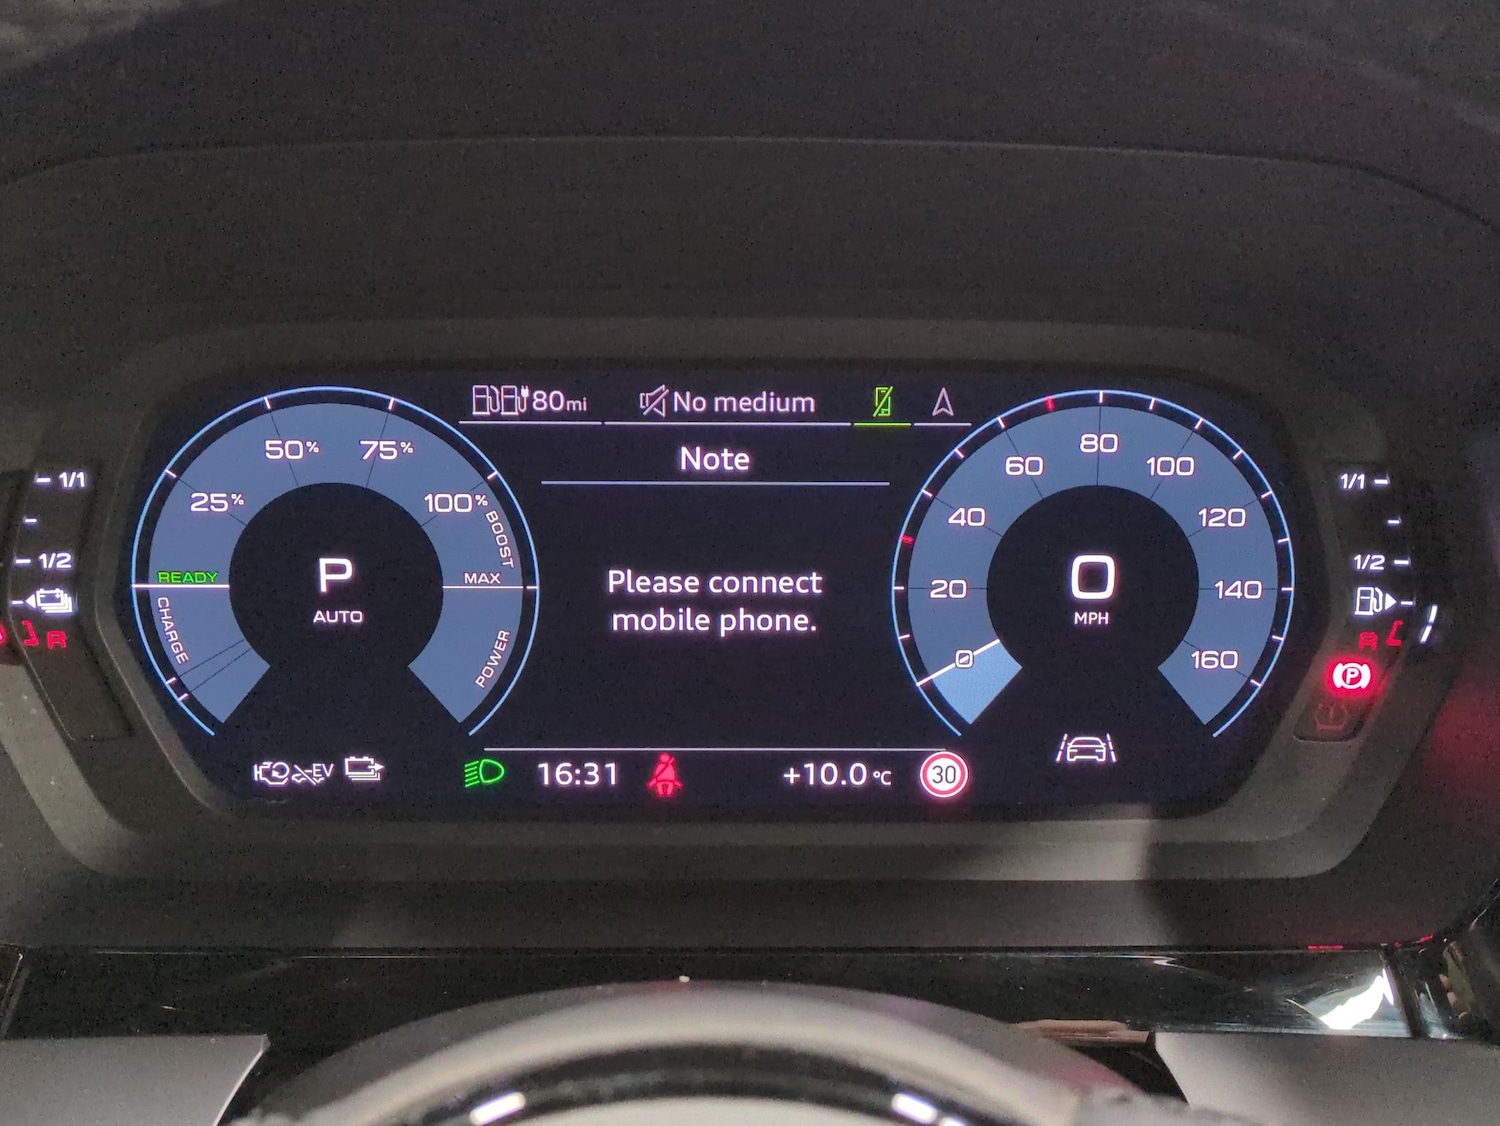 80mi
No medium
Note
Please connect
mobile phone.
1/1
1/2
R
25%
50%
75%
100%
BOOST
MAX
POWER
READY
CHARGE
P
AUTO
0
20
40
60
80
100
120
140
160
0
MPH
1/1
1/2
R
P
EV
16:31
+10.0 °C
30